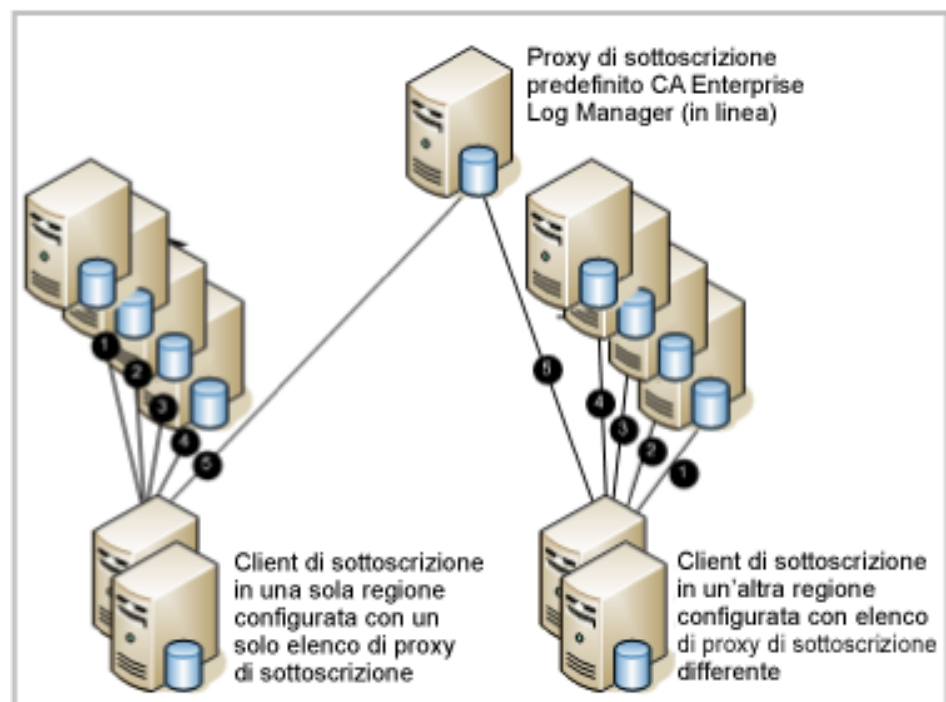 Proxy di sottoscrizione
predefinito CA Enterprise
Log Manager (in linea)
1
2
3
4
5
5
4
3
2
1
Client di sottoscrizione
in una sola regione
configurata con un
solo elenco di proxy
di sottoscrizione
Client di sottoscrizione
in un'altra regione
configurata con elenco
di proxy di sottoscrizione
differente